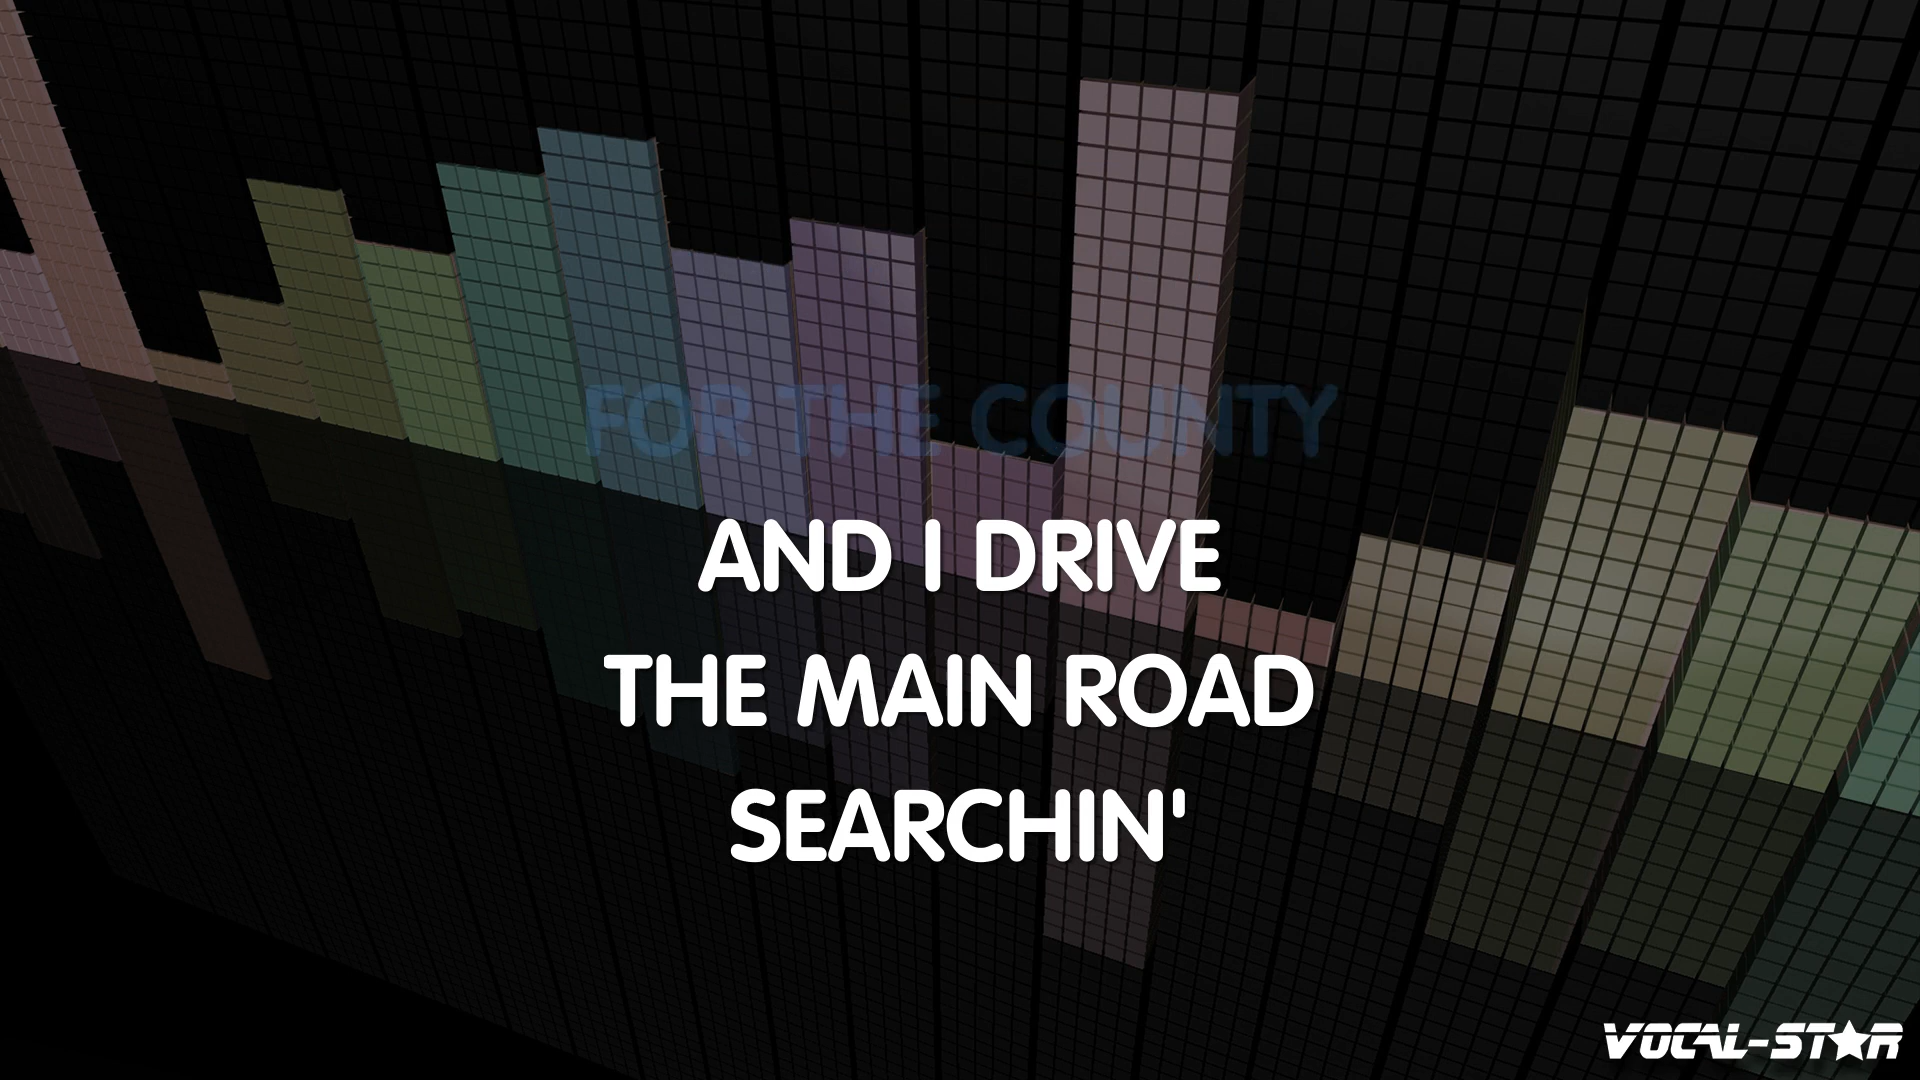 FOR THE COUNTY
AND I DRIVE
THE MAIN ROAD
SEARCHIN'
VOCAL-STAR